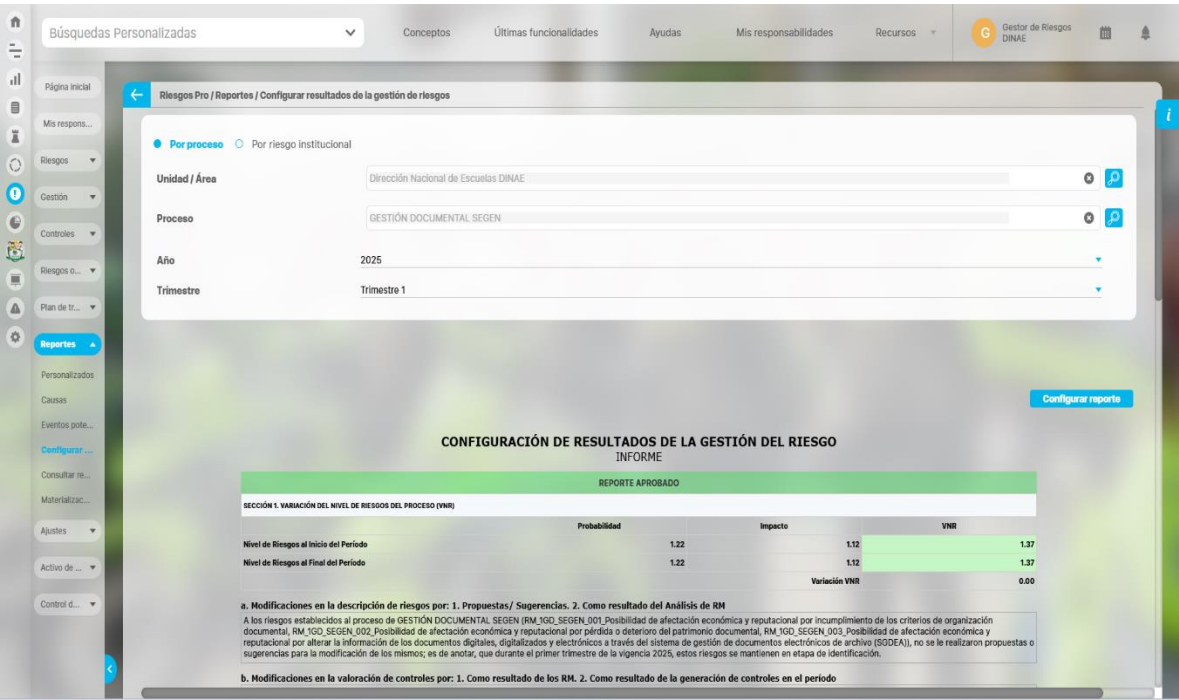 Búsquedas Personalizadas
Conceptos
Últimas funcionalidades
Ayudas
Mis responsabilidades
Recursos
G
Gestor de Riesgos
DINAE
Página Inicial
Mis respons...
Riesgos
Gestión
Controles
Riesgos o...
Plan de tr...
Reportes
Personalizados
Causas
Eventos pote...
Configurar ...
Consultar re...
Materializac...
Ajustes
Activo de ...
Control d...
Riesgos Pro / Reportes / Configurar resultados de la gestión de riesgos
i
Por proceso
Por riesgo institucional
Unidad / Área
Dirección Nacional de Escuelas DINAE
Proceso
GESTIÓN DOCUMENTAL SEGEN
Año
2025
Trimestre
Trimestre 1
Configurar reporte
CONFIGURACIÓN DE RESULTADOS DE LA GESTIÓN DEL RIESGO
INFORME
REPORTE APROBADO
SECCIÓN 1. VARIACIÓN DEL NIVEL DE RIESGOS DEL PROCESO (VNR)
Probabilidad Impacto VNR
Nivel de Riesgos al Inicio del Período 1.22 1.12 1.37
Nivel de Riesgos al Final del Período 1.22 1.12 1.37
Variación VNR 0.00
a. Modificaciones en la descripción de riesgos por: 1. Propuestas/ Sugerencias. 2. Como resultado del Análisis de RM
A los riesgos establecidos al proceso de GESTIÓN DOCUMENTAL SEGEN (RM_1GD_SEGEN_001_Posibilidad de afectación económica y reputacional por incumplimiento de los criterios de organización
documental, RM_1GD_SEGEN_002_Posibilidad de afectación económica y reputacional por pérdida o deterioro del patrimonio documental, RM_1GD_SEGEN_003_Posibilidad de afectación económica y
reputacional por alterar la información de los documentos digitales, digitalizados y electrónicos a través del sistema de gestión de documentos electrónicos de archivo (SGDEA)), no se le realizaron propuestas o
sugerencias para la modificación de los mismos; es de anotar, que durante el primer trimestre de la vigencia 2025, estos riesgos se mantienen en etapa de identificación.
b. Modificaciones en la valoración de controles por: 1. Como resultado de los RM. 2. Como resultado de la generación de controles en el período